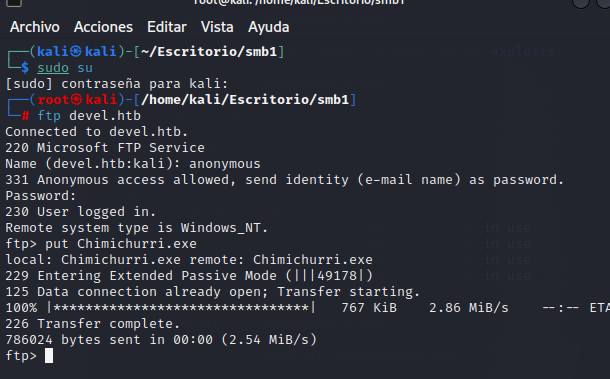 root@kali: /home/kali/Escritorio/smb1
Archivo Acciones Editar Vista Ayuda
┌──(kali㉿kali)-[~/Escritorio/smb1]
└─$ sudo su
[sudo] contraseña para kali:
┌──(root㉿kali)-[/home/kali/Escritorio/smb1]
└─# ftp devel.htb
Connected to devel.htb.
220 Microsoft FTP Service
Name (devel.htb:kali): anonymous
331 Anonymous access allowed, send identity (e-mail name) as password.
Password:
230 User logged in.
Remote system type is Windows_NT.
ftp> put Chimichurri.exe
local: Chimichurri.exe remote: Chimichurri.exe
229 Entering Extended Passive Mode (|||49178|)
125 Data connection already open; Transfer starting.
100% |*********************************| 767 KiB 2.86 MiB/s --:-- ETA
226 Transfer complete.
786024 bytes sent in 00:00 (2.54 MiB/s)
ftp>